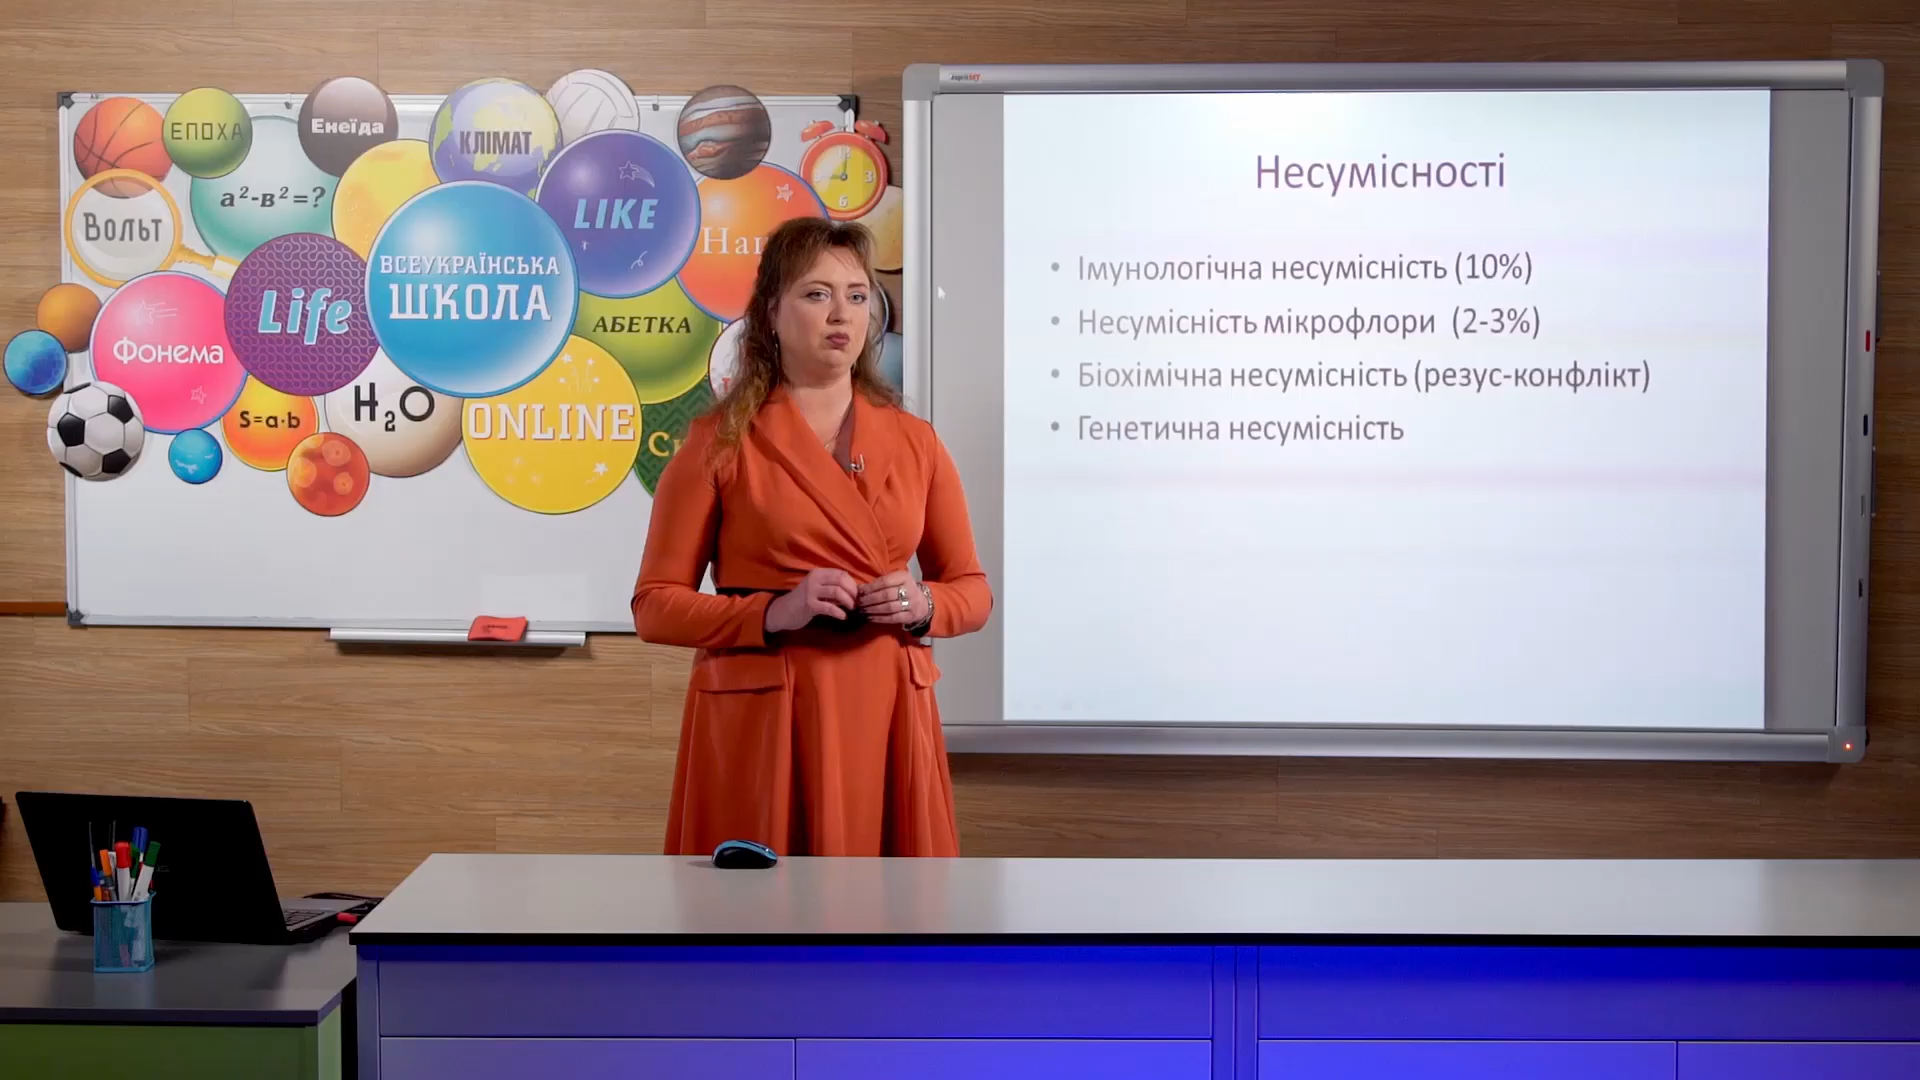 ЕПОХА
Енеїда
КЛІМАТ
a²-в²=?
Вольт
LIKE
ВСЕУКРАЇНСЬКА
ШКОЛА
Life
АБЕТКА
Фонема
S=a·b
H₂O
ONLINE
Несумісності
• Імунологічна несумісність (10%)
• Несумісність мікрофлори (2-3%)
• Біохімічна несумісність (резус-конфлікт)
• Генетична несумісність